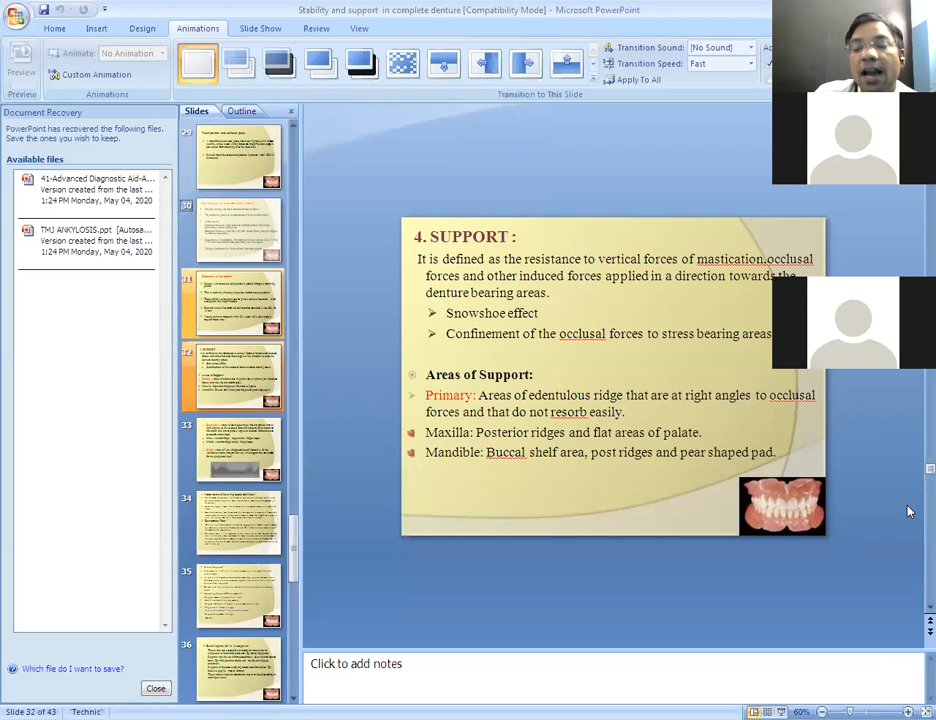 Stability and support in complete denture [Compatibility Mode] - Microsoft PowerPoint
Home
Insert
Design
Animations
Slide Show
Review
View
Preview
Preview
Animate: No Animation
Custom Animation
Animations
Transition Sound: [No Sound]
Transition Speed: Fast
Apply To All
Transition to This Slide
Document Recovery
PowerPoint has recovered the following files.
Save the ones you wish to keep.
Available files
41-Advanced Diagnostic Aid-A...
Version created from the last ...
1:24 PM Monday, May 04, 2020
TMJ ANKYLOSIS.ppt [Autosa...
Version created from the last ...
1:24 PM Monday, May 04, 2020
Which file do I want to save?
Close
Slides
Outline
29
30
31
32
33
34
35
36
4. SUPPORT :
It is defined as the resistance to vertical forces of mastication,occlusal
forces and other induced forces applied in a direction towards the
denture bearing areas.
Snowshoe effect
Confinement of the occlusal forces to stress bearing areas
Areas of Support:
Primary: Areas of edentulous ridge that are at right angles to occlusal
forces and that do not resorb easily.
Maxilla: Posterior ridges and flat areas of palate.
Mandible: Buccal shelf area, post ridges and pear shaped pad.
Click to add notes
Slide 32 of 43
'Technic'
60%